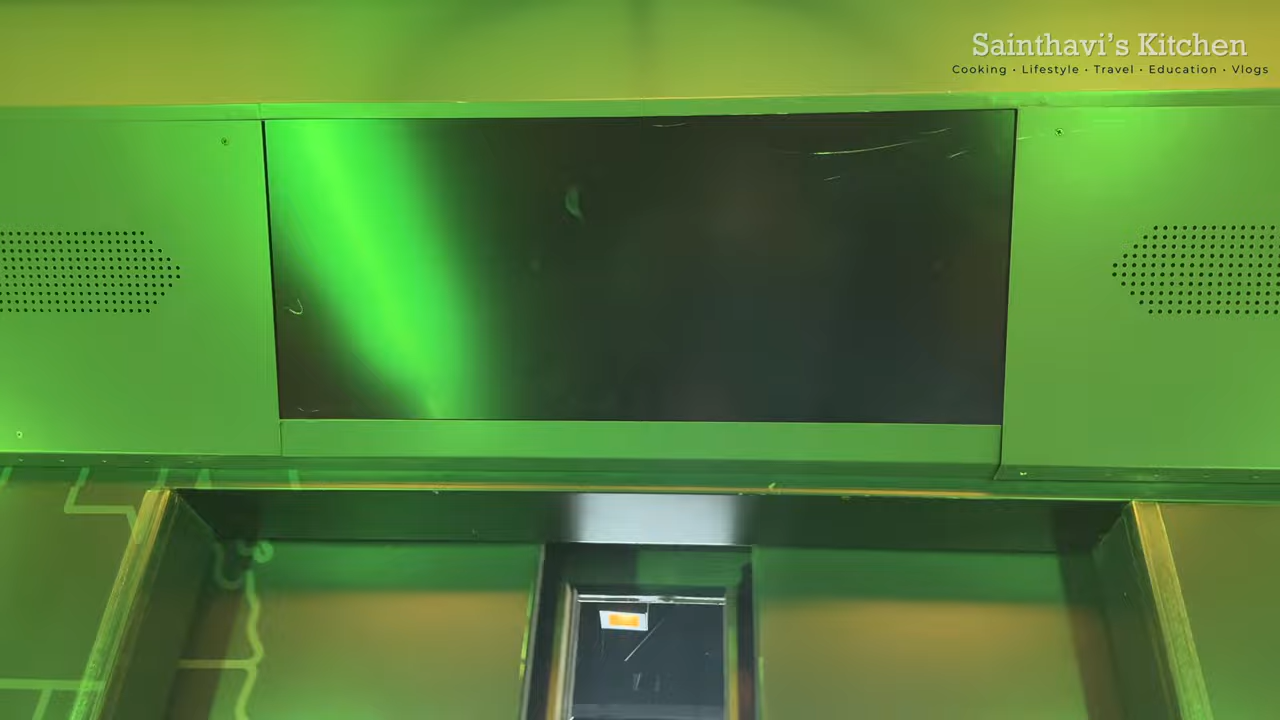 Sainthavi's Kitchen
Cooking · Lifestyle · Travel · Education · Vlogs